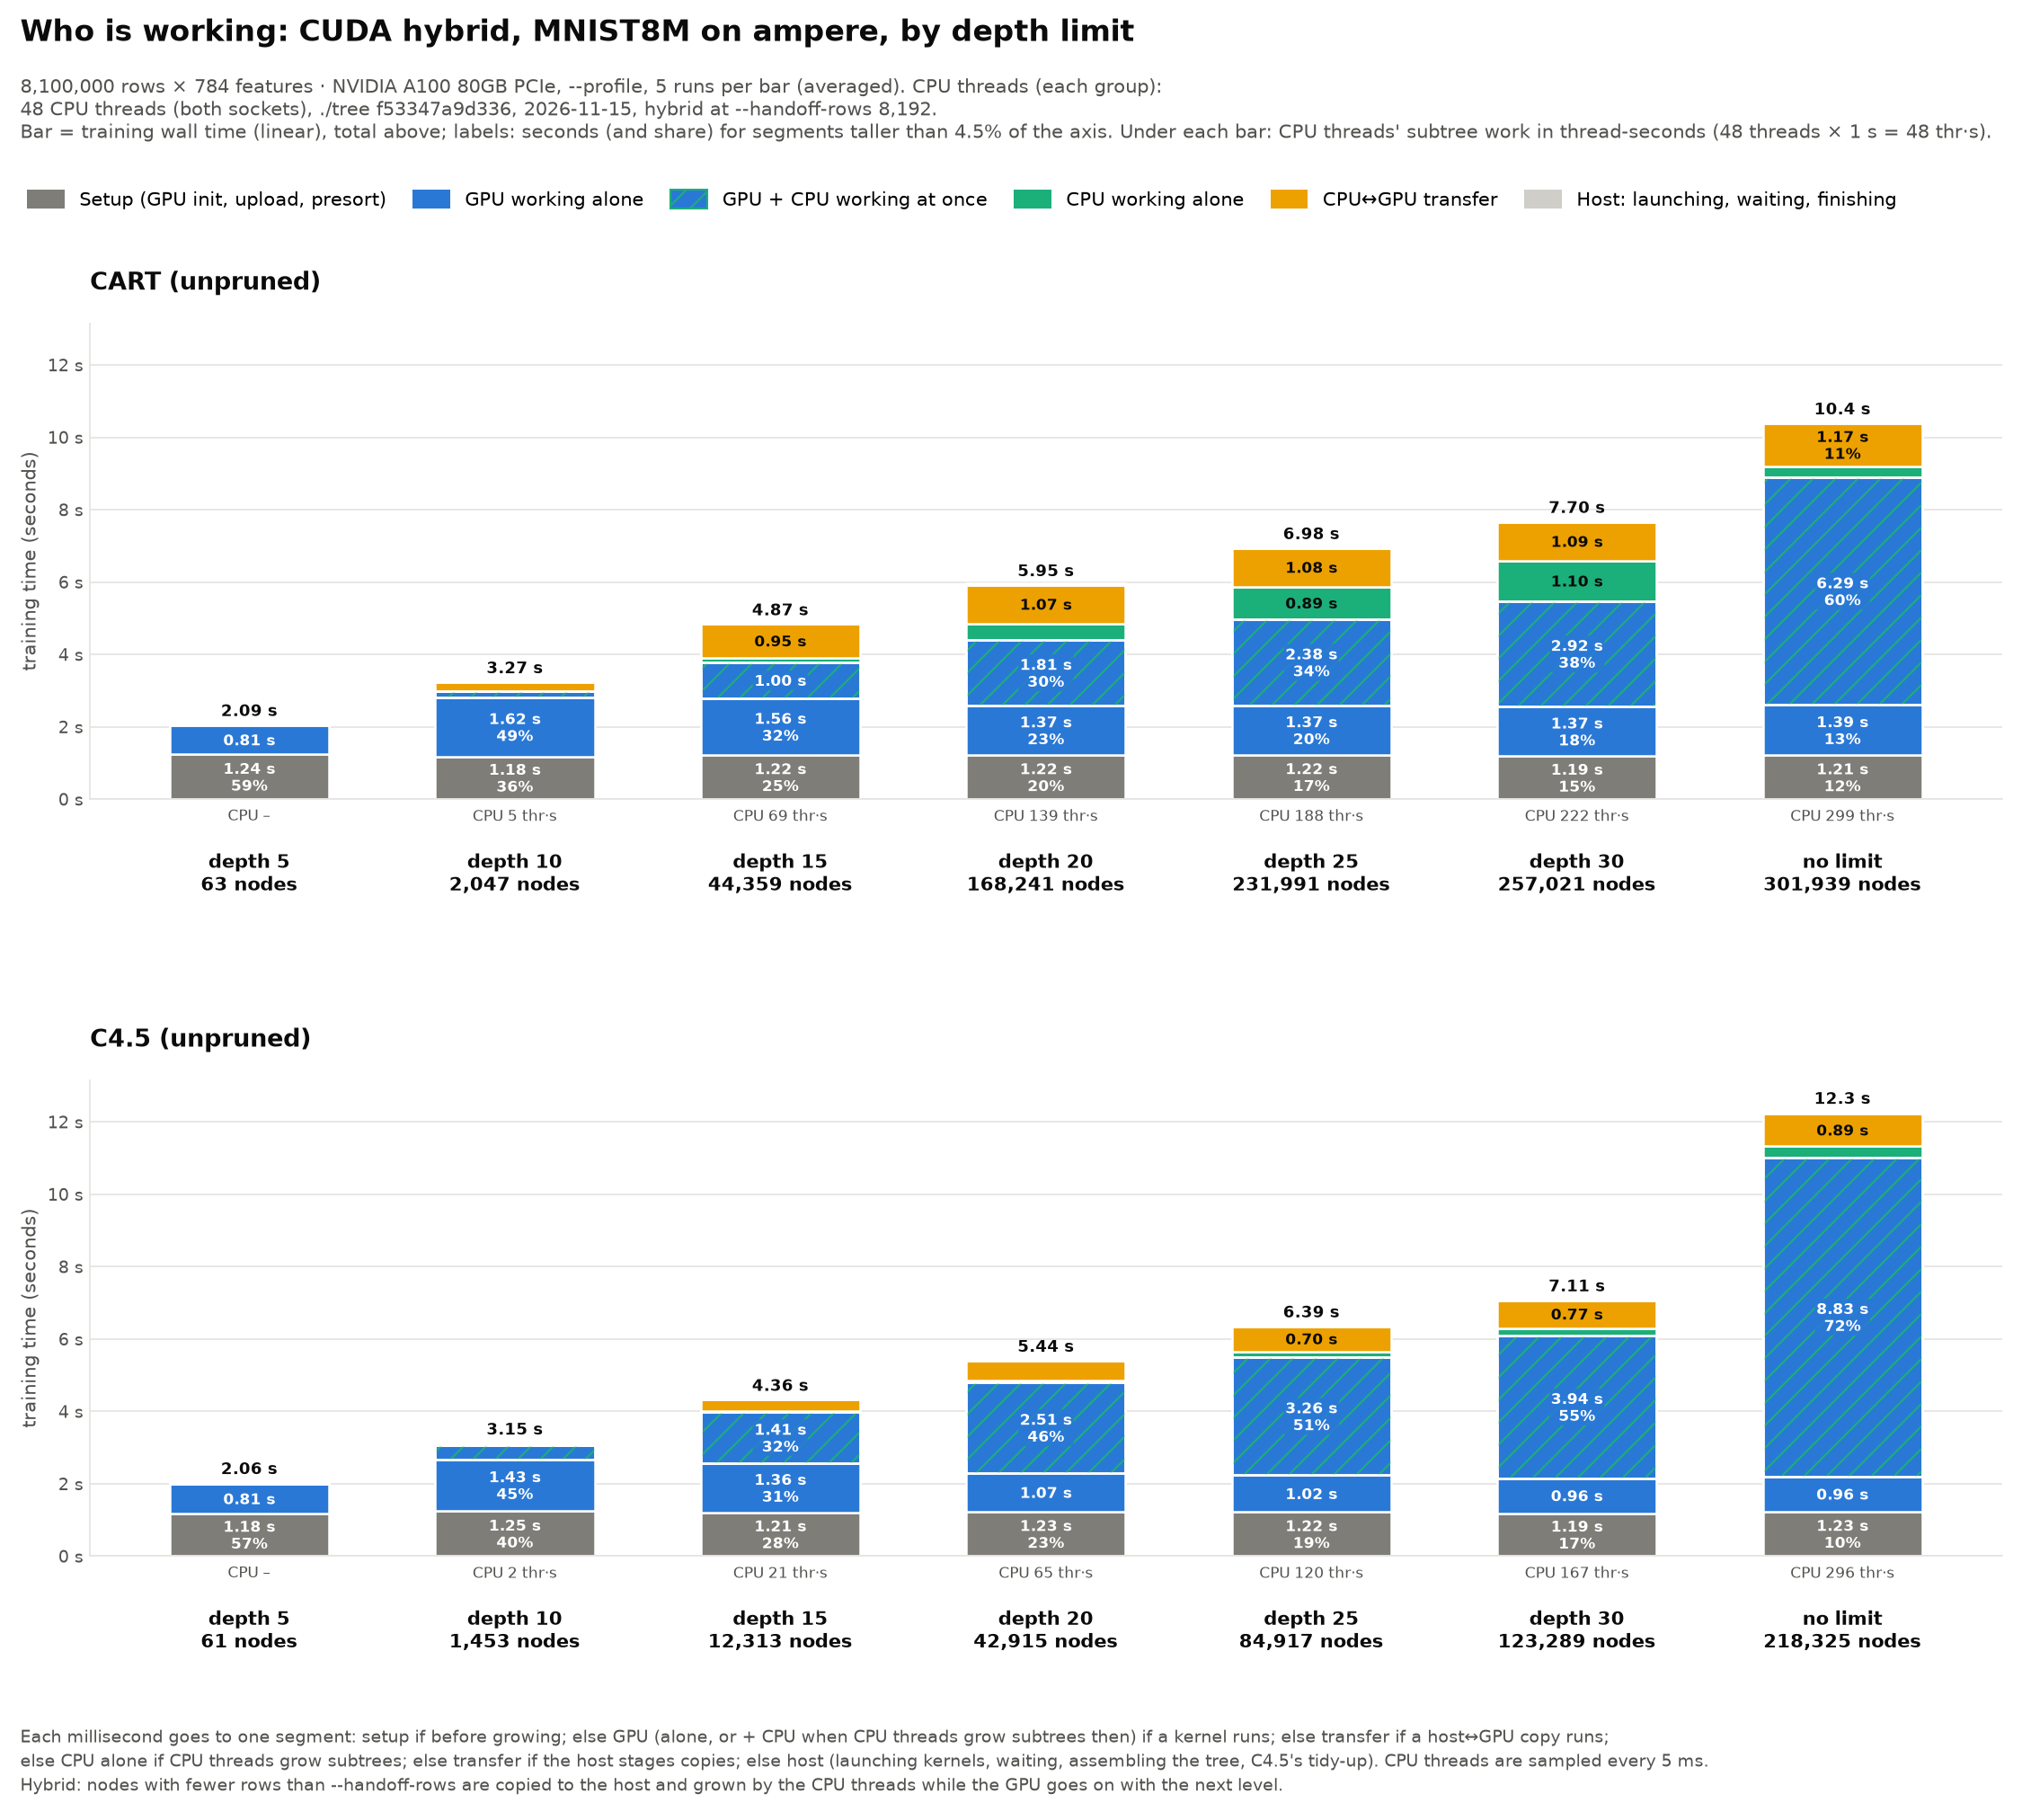 Who is working: CUDA hybrid, MNIST8M on ampere, by depth limit
8,100,000 rows × 784 features · NVIDIA A100 80GB PCIe, --profile, 5 runs per bar (averaged). CPU threads (each group):
48 CPU threads (both sockets), ./tree f53347a9d336, 2026-11-15, hybrid at --handoff-rows 8,192.
Bar = training wall time (linear), total above; labels: seconds (and share) for segments taller than 4.5% of the axis. Under each bar: CPU threads' subtree work in thread-seconds (48 threads × 1 s = 48 thr·s).
Setup (GPU init, upload, presort) GPU working alone GPU + CPU working at once CPU working alone CPU↔GPU transfer Host: launching, waiting, finishing
CART (unpruned)
training time (seconds)
12 s
10 s
8 s
6 s
4 s
2 s
0 s
2.09 s
0.81 s
1.24 s
59%
CPU –
depth 5
63 nodes
3.27 s
1.62 s
49%
1.18 s
36%
CPU 5 thr·s
depth 10
2,047 nodes
4.87 s
0.95 s
1.00 s
1.56 s
32%
1.22 s
25%
CPU 69 thr·s
depth 15
44,359 nodes
5.95 s
1.07 s
1.81 s
30%
1.37 s
23%
1.22 s
20%
CPU 139 thr·s
depth 20
168,241 nodes
6.98 s
1.08 s
0.89 s
2.38 s
34%
1.37 s
20%
1.22 s
17%
CPU 188 thr·s
depth 25
231,991 nodes
7.70 s
1.09 s
1.10 s
2.92 s
38%
1.37 s
18%
1.19 s
15%
CPU 222 thr·s
depth 30
257,021 nodes
10.4 s
1.17 s
11%
6.29 s
60%
1.39 s
13%
1.21 s
12%
CPU 299 thr·s
no limit
301,939 nodes
C4.5 (unpruned)
training time (seconds)
12 s
10 s
8 s
6 s
4 s
2 s
0 s
2.06 s
0.81 s
1.18 s
57%
CPU –
depth 5
61 nodes
3.15 s
1.43 s
45%
1.25 s
40%
CPU 2 thr·s
depth 10
1,453 nodes
4.36 s
1.41 s
32%
1.36 s
31%
1.21 s
28%
CPU 21 thr·s
depth 15
12,313 nodes
5.44 s
2.51 s
46%
1.07 s
1.23 s
23%
CPU 65 thr·s
depth 20
42,915 nodes
6.39 s
0.70 s
3.26 s
51%
1.02 s
1.22 s
19%
CPU 120 thr·s
depth 25
84,917 nodes
7.11 s
0.77 s
3.94 s
55%
0.96 s
1.19 s
17%
CPU 167 thr·s
depth 30
123,289 nodes
12.3 s
0.89 s
8.83 s
72%
0.96 s
1.23 s
10%
CPU 296 thr·s
no limit
218,325 nodes
Each millisecond goes to one segment: setup if before growing; else GPU (alone, or + CPU when CPU threads grow subtrees then) if a kernel runs; else transfer if a host↔GPU copy runs;
else CPU alone if CPU threads grow subtrees; else transfer if the host stages copies; else host (launching kernels, waiting, assembling the tree, C4.5's tidy-up). CPU threads are sampled every 5 ms.
Hybrid: nodes with fewer rows than --handoff-rows are copied to the host and grown by the CPU threads while the GPU goes on with the next level.